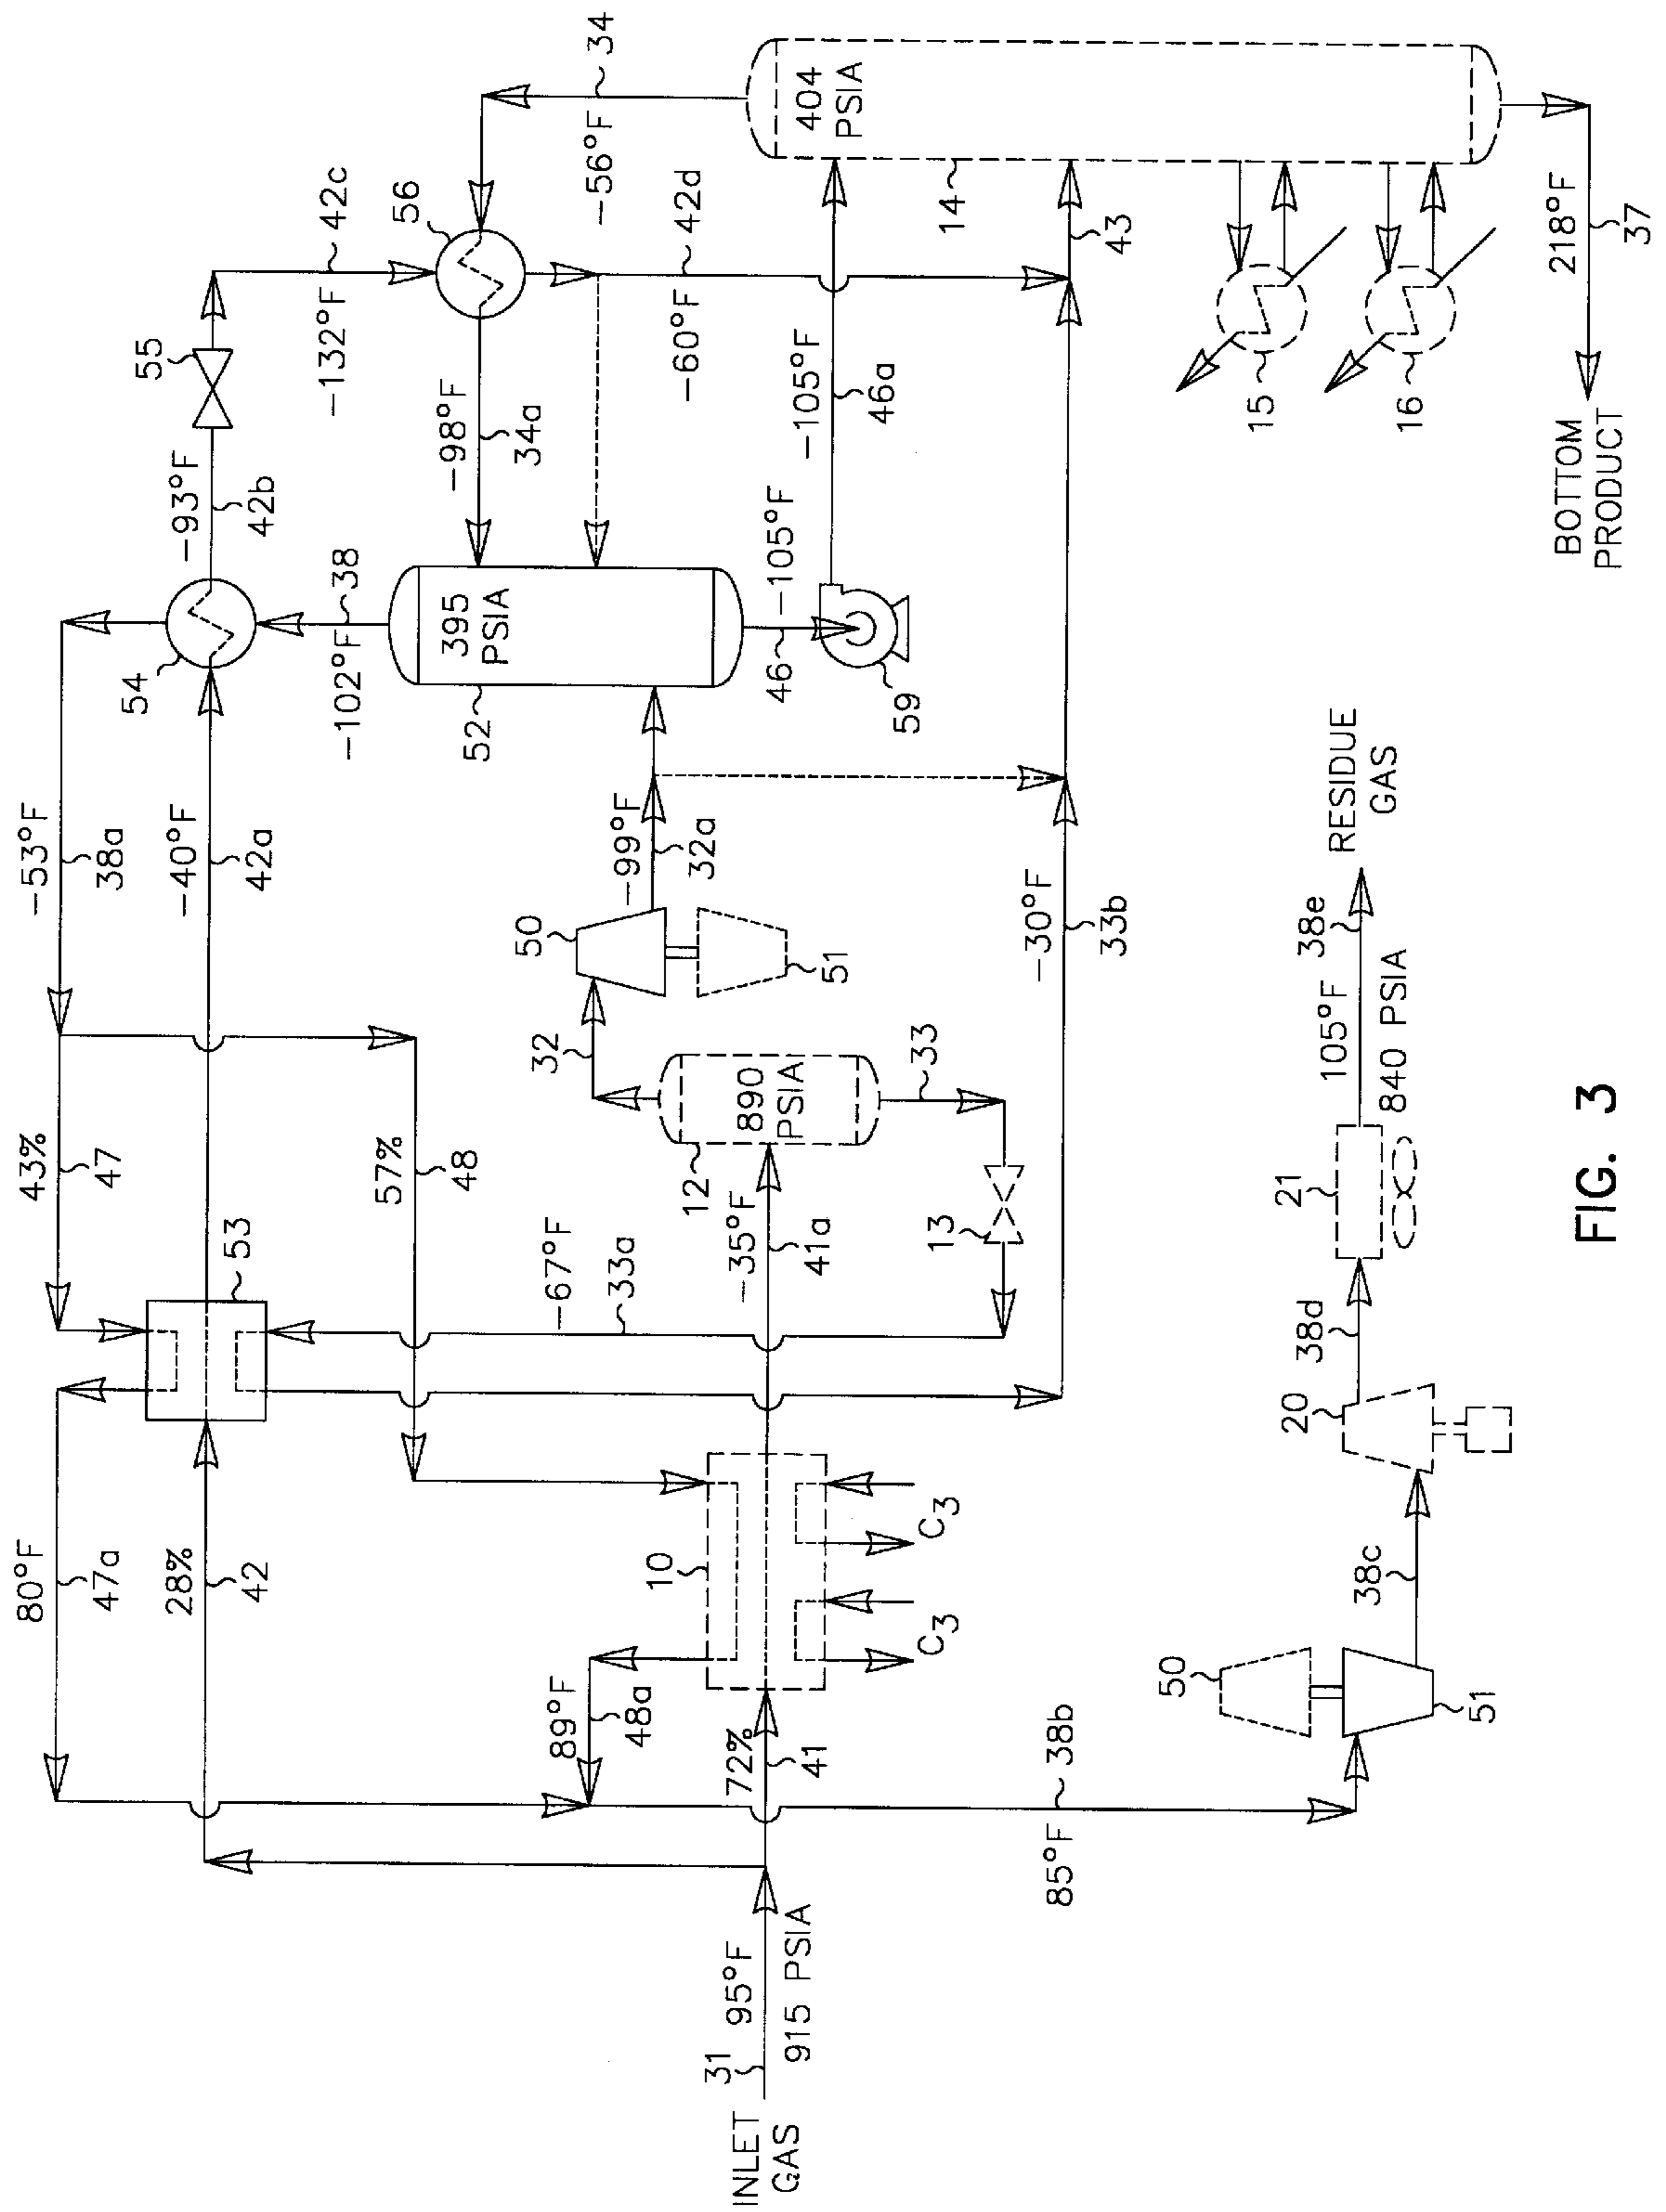 80°F
47a
43%
47
-53°F
38a
28%
42
53
-40°F
42a
54
-93°F
42b
55
-132°F
42c
56
-102°F
38
57%
48
-67°F
33a
32
50
51
-99°F
32a
52
395
PSIA
-98°F
34a
-56°F
34
-60°F
42d
46
-105°F
59
-105°F
46a
14
404
PSIA
43
INLET
GAS
31
95°F
915 PSIA
72%
41
89°F
48a
10
C3
C3
-35°F
41a
12
890
PSIA
33
13
-30°F
33b
15
16
218°F
37
BOTTOM
PRODUCT
85°F
38b
50
51
38c
20
38d
21
105°F
38e
840 PSIA
RESIDUE
GAS
FIG. 3